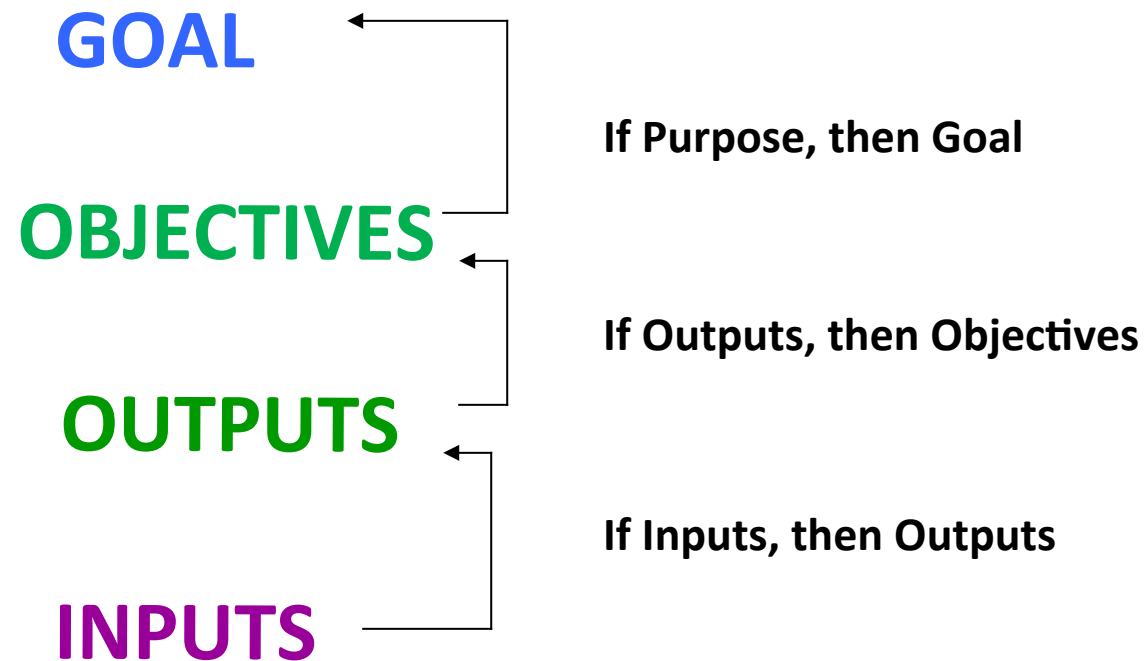 GOAL
If Purpose, then Goal
OBJECTIVES
If Outputs, then Objectives
OUTPUTS
If Inputs, then Outputs
INPUTS